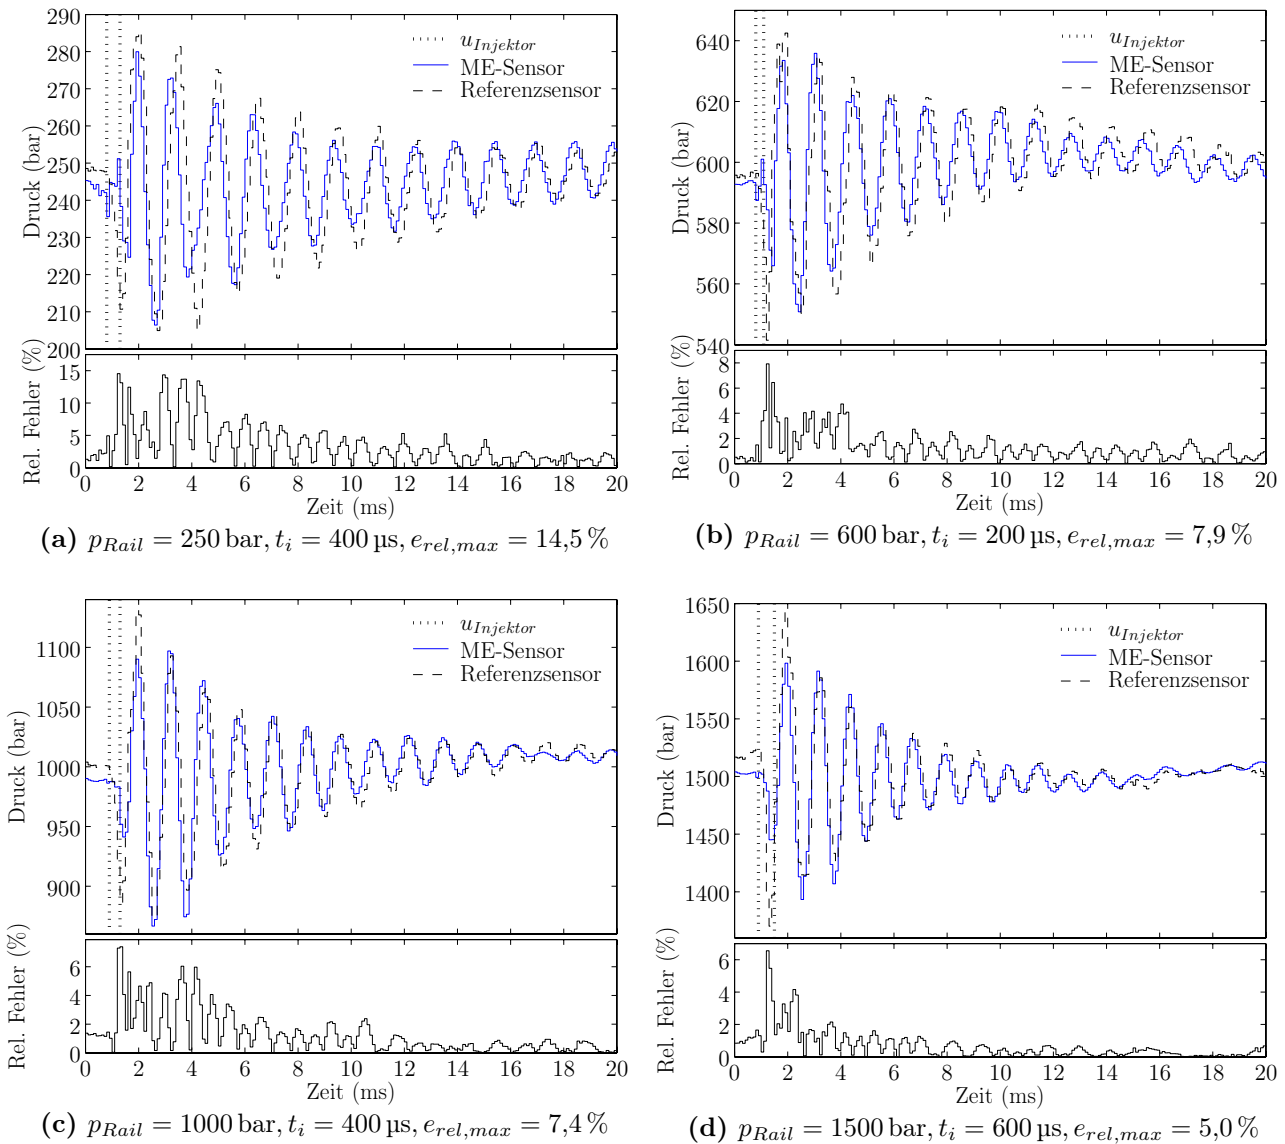 290
280
270
260
250
240
230
220
210
200
Druck (bar)
u_Injektor
ME-Sensor
Referenzsensor
15
10
5
0
Rel. Fehler (%)
0 2 4 6 8 10 12 14 16 18 20
Zeit (ms)
(a) p_Rail = 250 bar, t_i = 400 µs, e_rel,max = 14,5 %
640
620
600
580
560
540
Druck (bar)
u_Injektor
ME-Sensor
Referenzsensor
8
6
4
2
0
Rel. Fehler (%)
0 2 4 6 8 10 12 14 16 18 20
Zeit (ms)
(b) p_Rail = 600 bar, t_i = 200 µs, e_rel,max = 7,9 %
1100
1050
1000
950
900
Druck (bar)
u_Injektor
ME-Sensor
Referenzsensor
6
4
2
0
Rel. Fehler (%)
0 2 4 6 8 10 12 14 16 18 20
Zeit (ms)
(c) p_Rail = 1000 bar, t_i = 400 µs, e_rel,max = 7,4 %
1650
1600
1550
1500
1450
1400
Druck (bar)
u_Injektor
ME-Sensor
Referenzsensor
6
4
2
0
Rel. Fehler (%)
0 2 4 6 8 10 12 14 16 18 20
Zeit (ms)
(d) p_Rail = 1500 bar, t_i = 600 µs, e_rel,max = 5,0 %